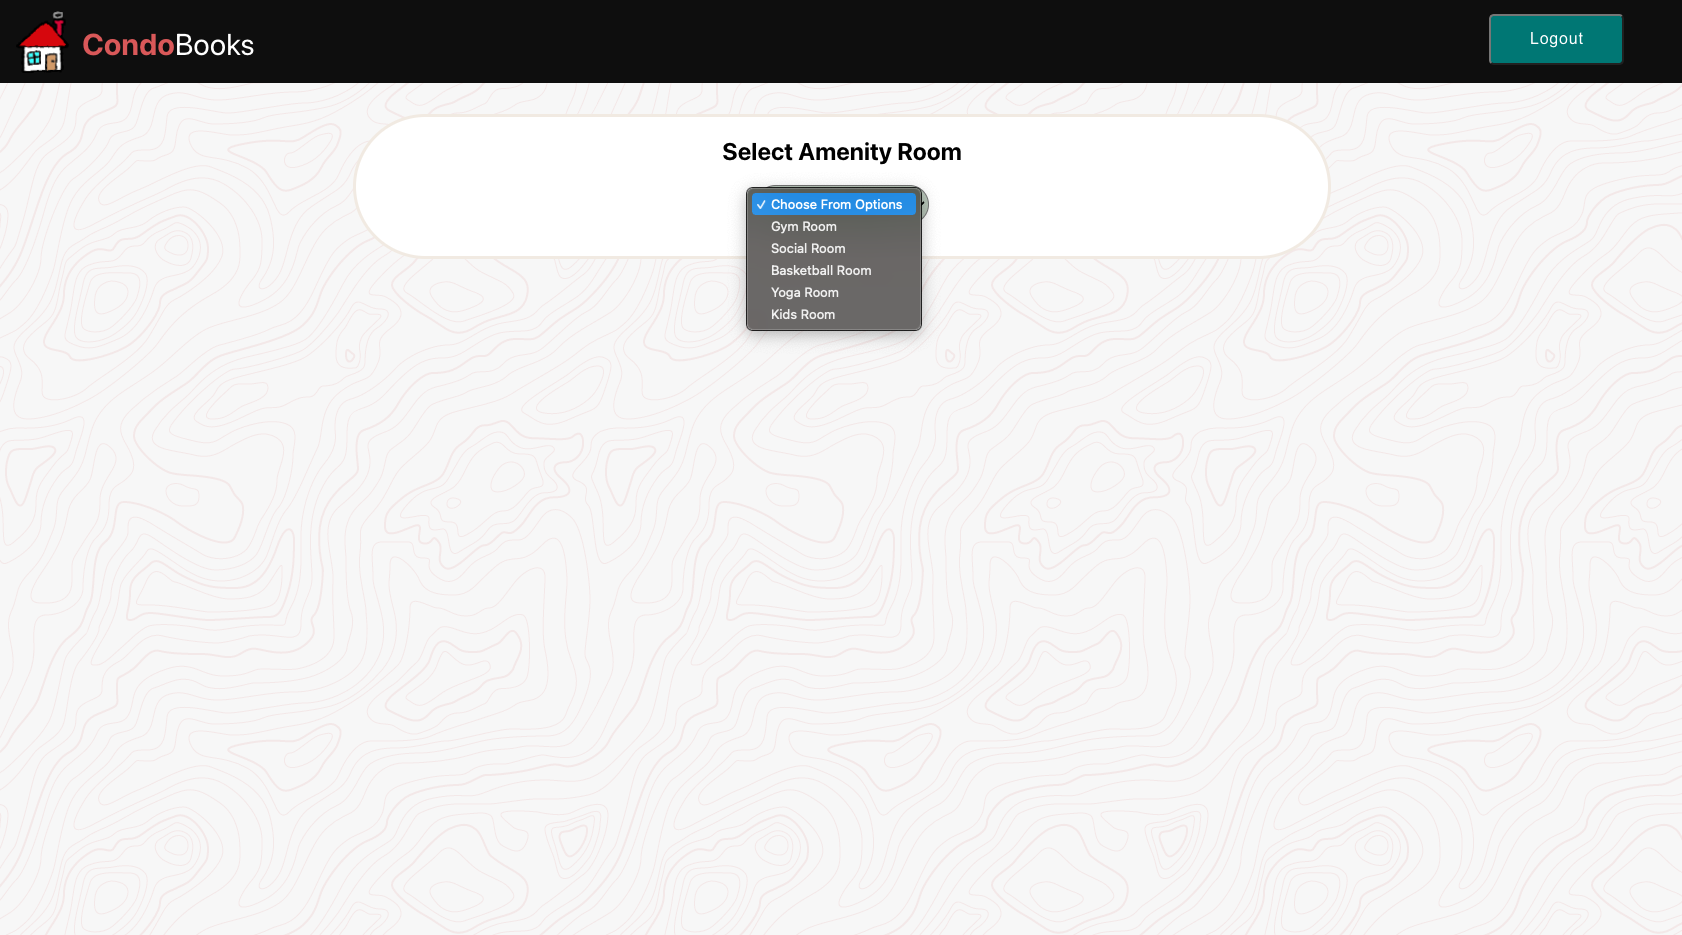 CondoBooks
Logout
Select Amenity Room
✓ Choose From Options
Gym Room
Social Room
Basketball Room
Yoga Room
Kids Room